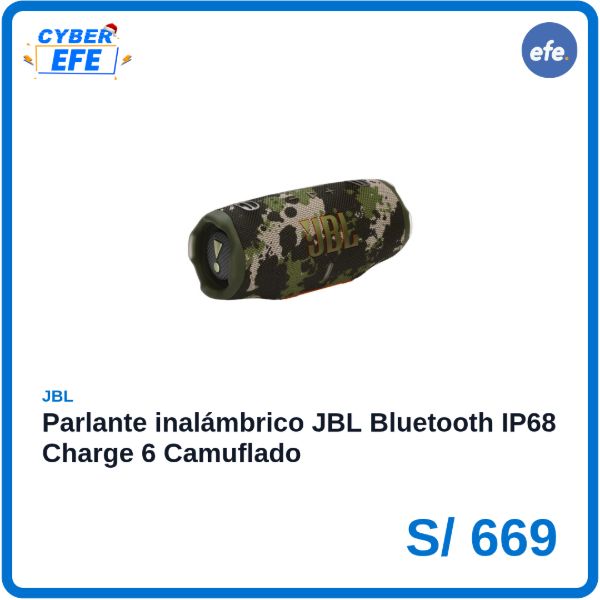 CYBER
EFE
efe.
JBL
JBL
Parlante inalámbrico JBL Bluetooth IP68
Charge 6 Camuflado
S/ 669